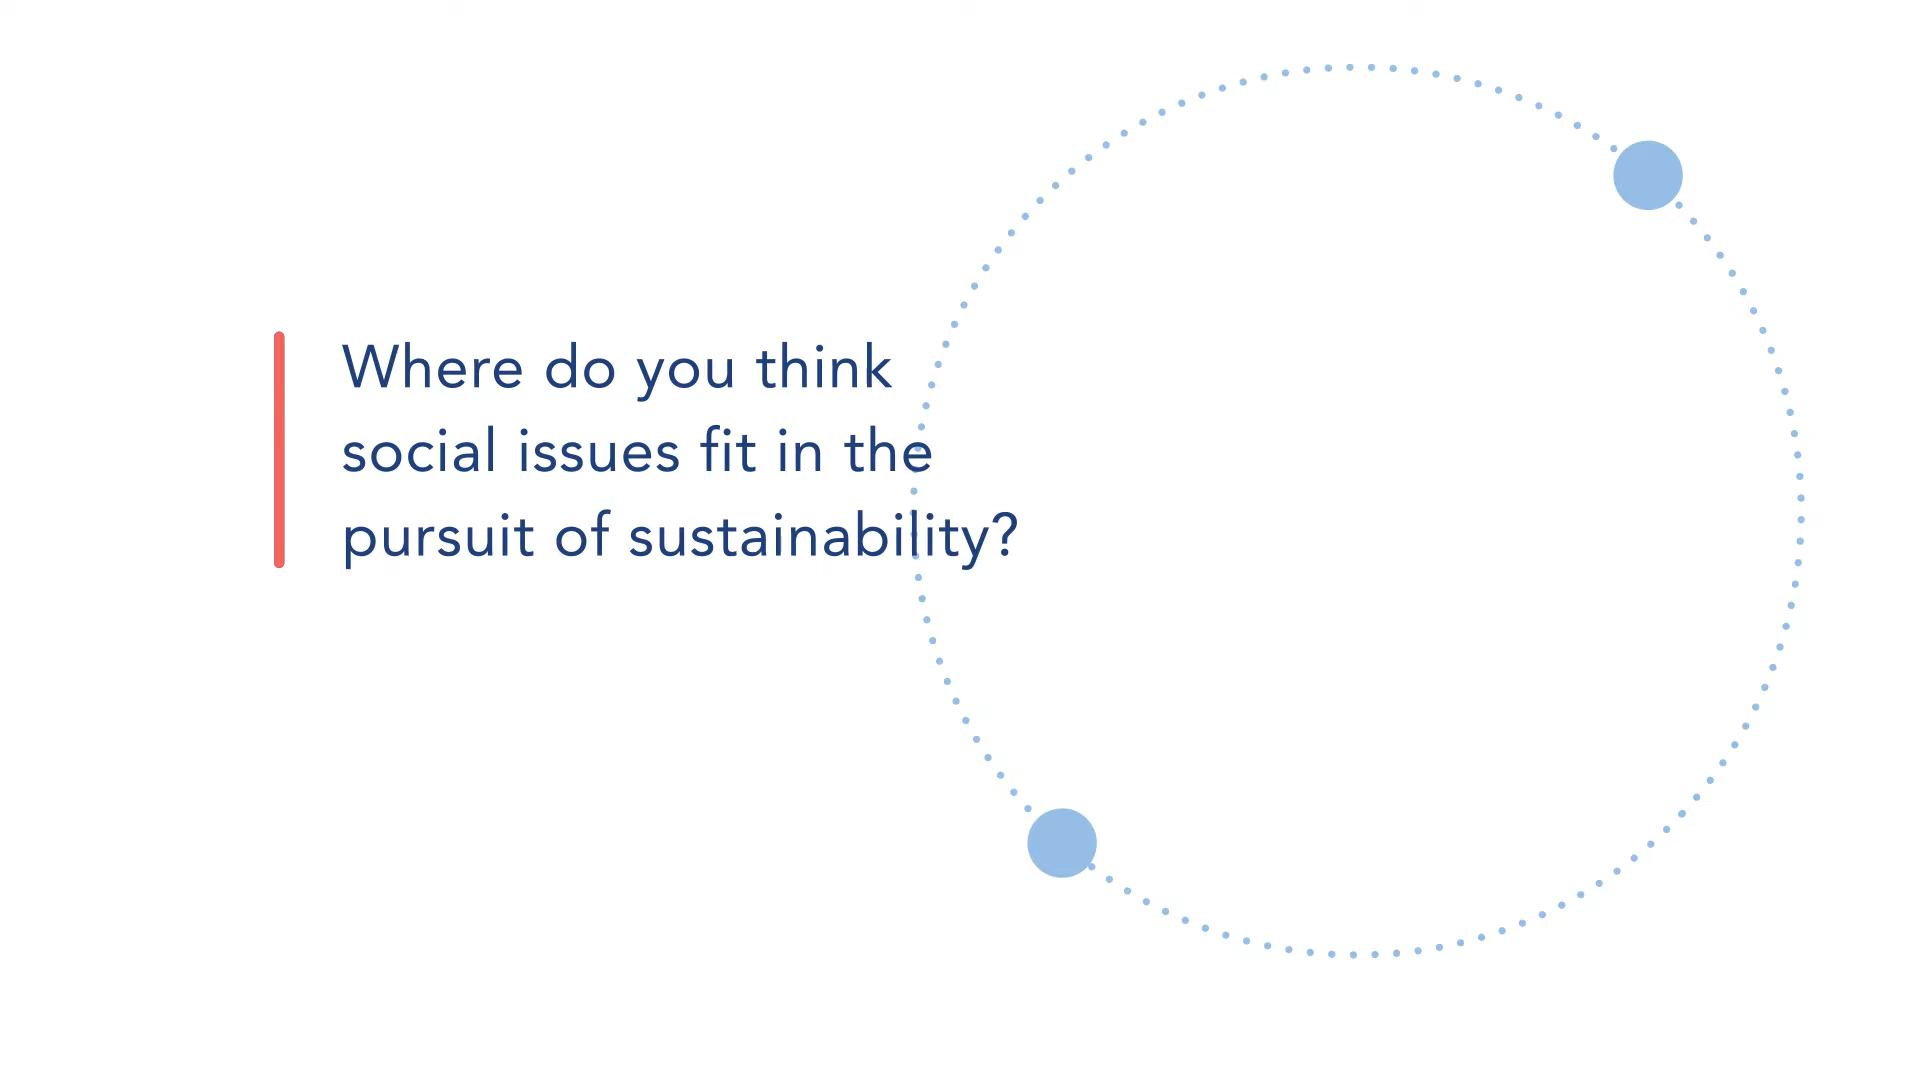 Where do you think
social issues fit in the
pursuit of sustainability?